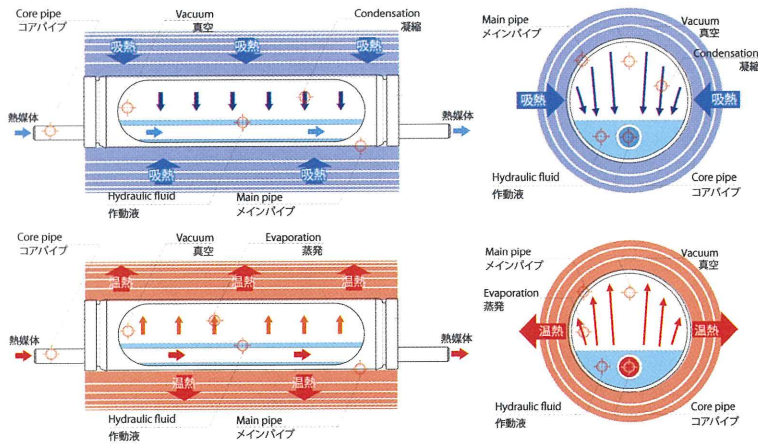 Core pipe
コアパイプ
Vacuum
真空
Condensation
凝縮
吸熱
吸熱
吸熱
熱媒体
熱媒体
吸熱
吸熱
Hydraulic fluid
作動液
Main pipe
メインパイプ
Main pipe
メインパイプ
Vacuum
真空
Condensation
凝縮
吸熱
吸熱
Hydraulic fluid
作動液
Core pipe
コアパイプ
Core pipe
コアパイプ
Vacuum
真空
Evaporation
蒸発
温熱
温熱
温熱
熱媒体
熱媒体
温熱
温熱
Hydraulic fluid
作動液
Main pipe
メインパイプ
Main pipe
メインパイプ
Vacuum
真空
Evaporation
蒸発
温熱
温熱
Hydraulic fluid
作動液
Core pipe
コアパイプ